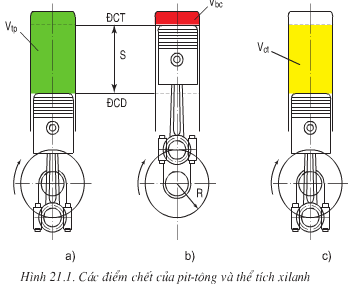 V_tp
ĐCT
S
ĐCD
V_bc
R
V_ct
a)
b)
c)
Hình 21.1. Các điểm chết của pit-tông và thể tích xilanh